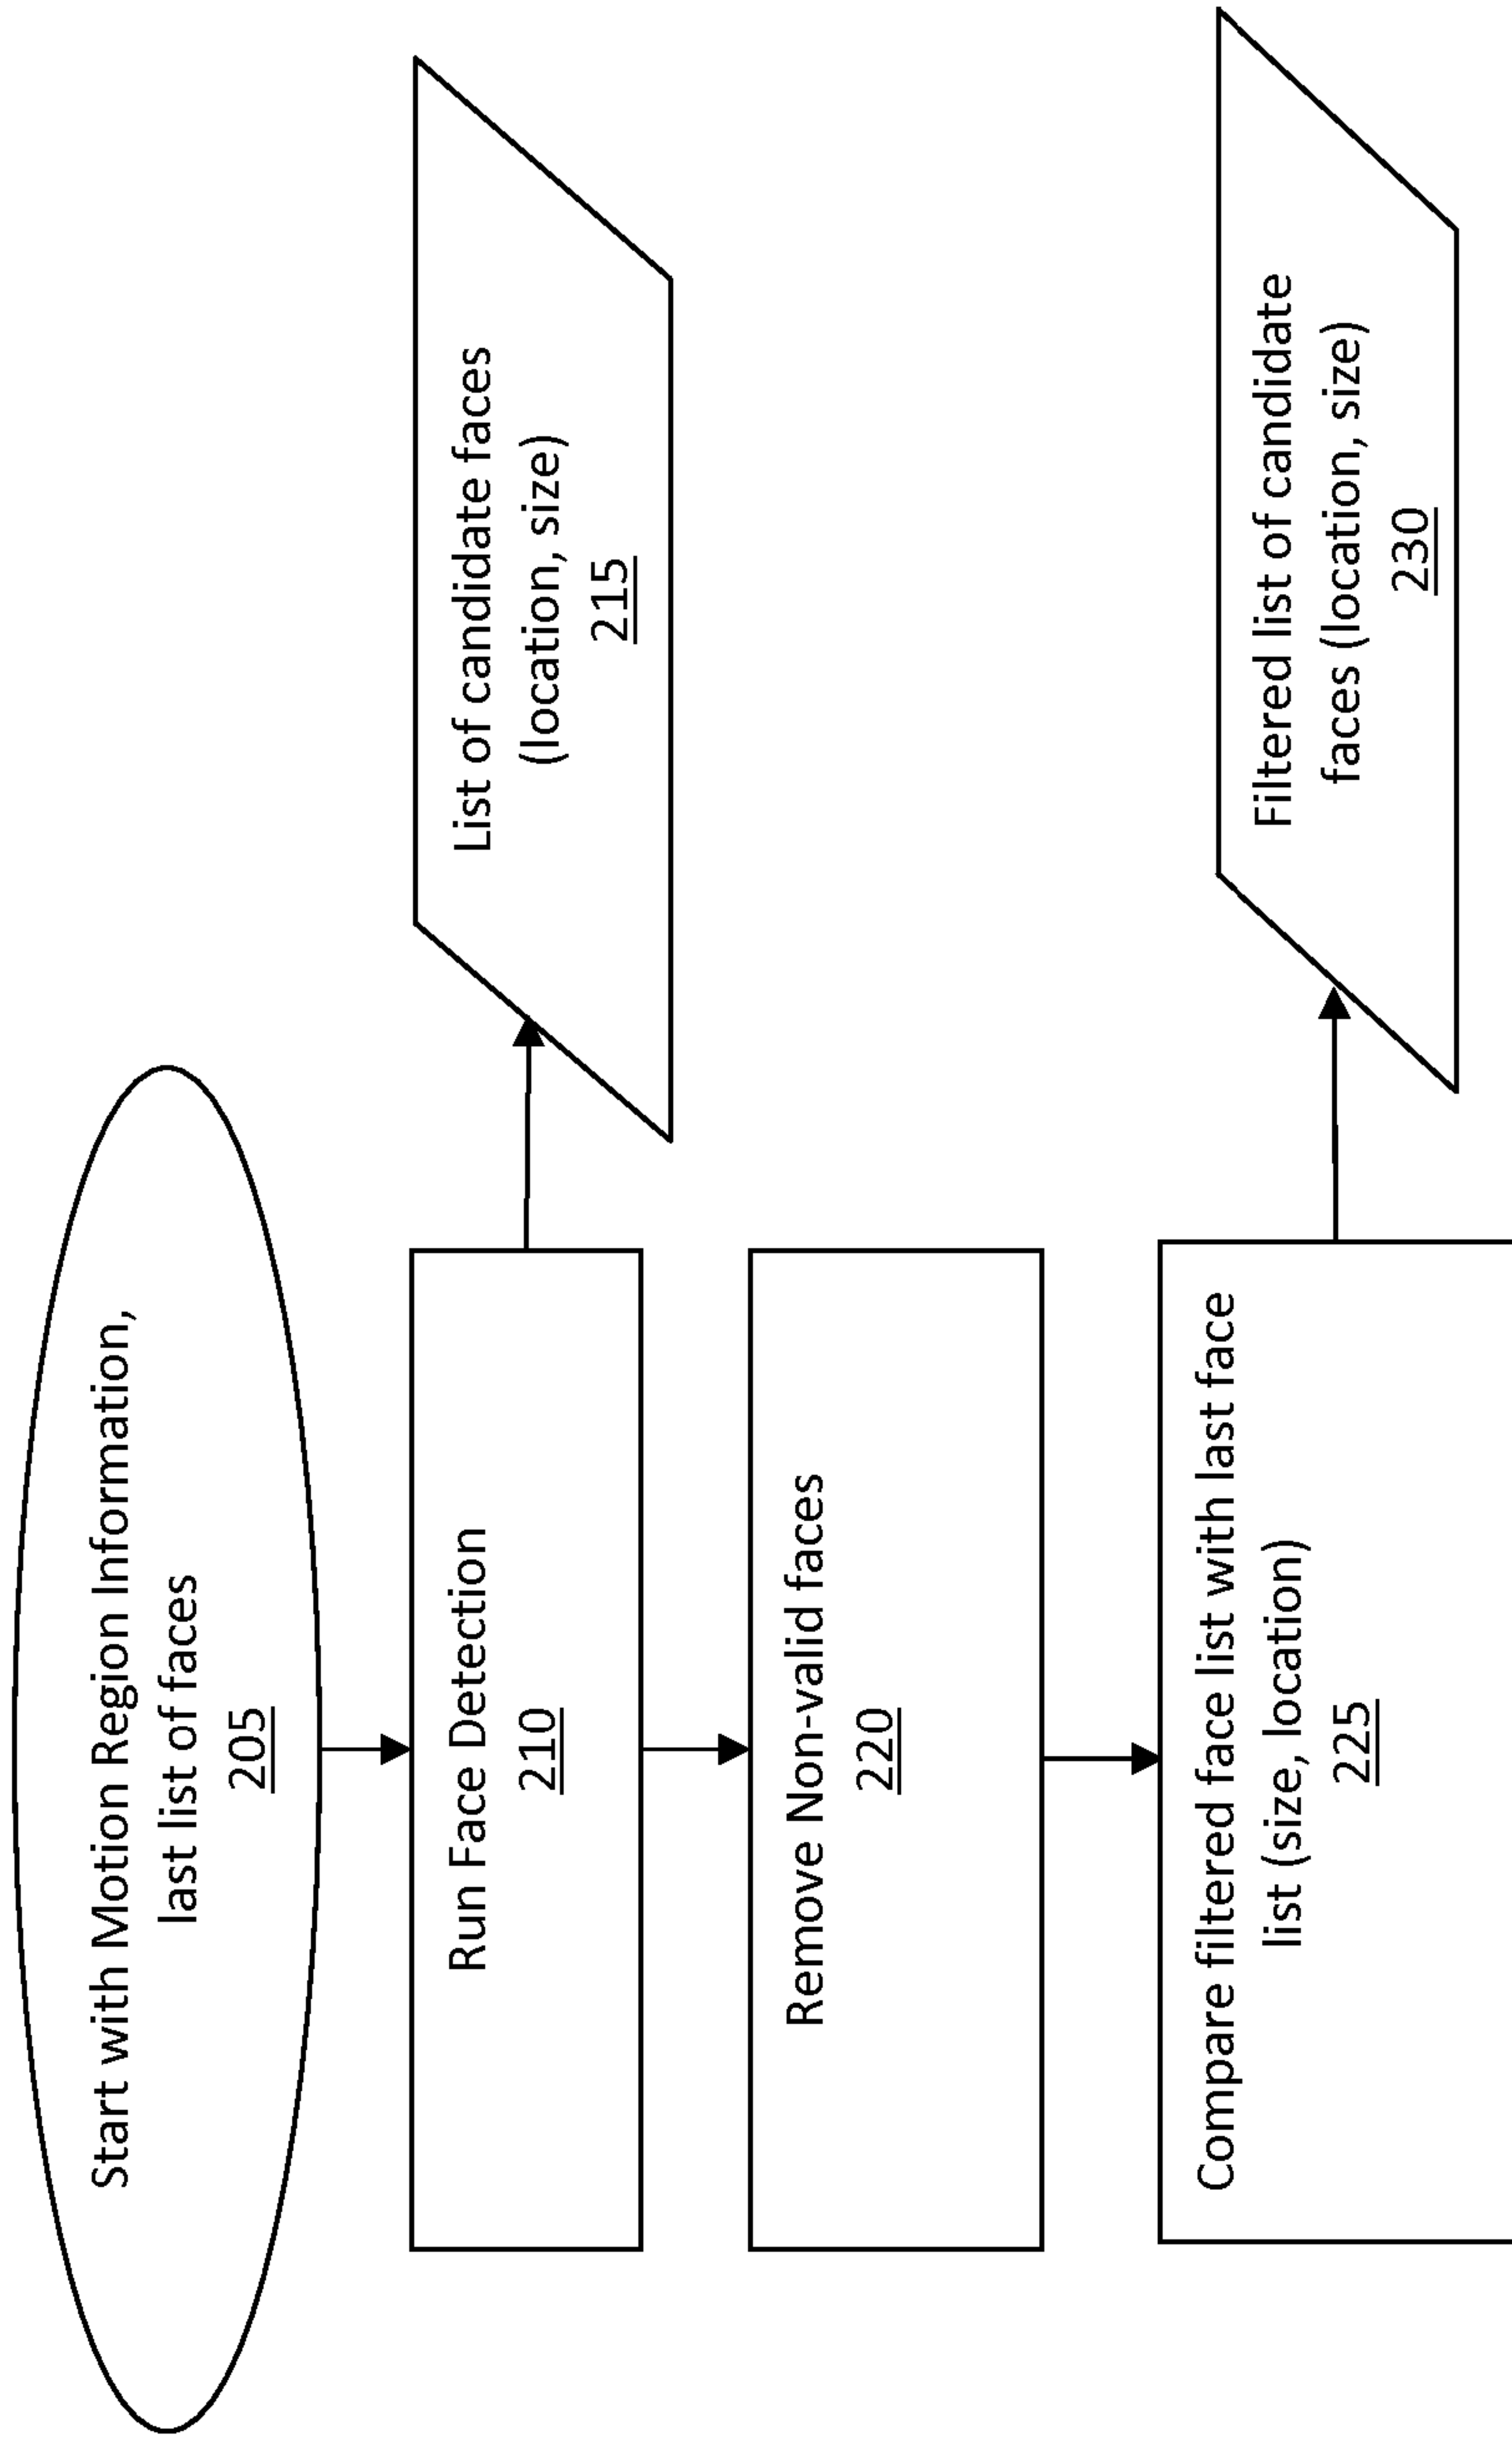 Start with Motion Region Information,
last list of faces
205
Run Face Detection
210
List of candidate faces
(location, size)
215
Remove Non-valid faces
220
Compare filtered face list with last face
list (size, location)
225
Filtered list of candidate
faces (location, size)
230